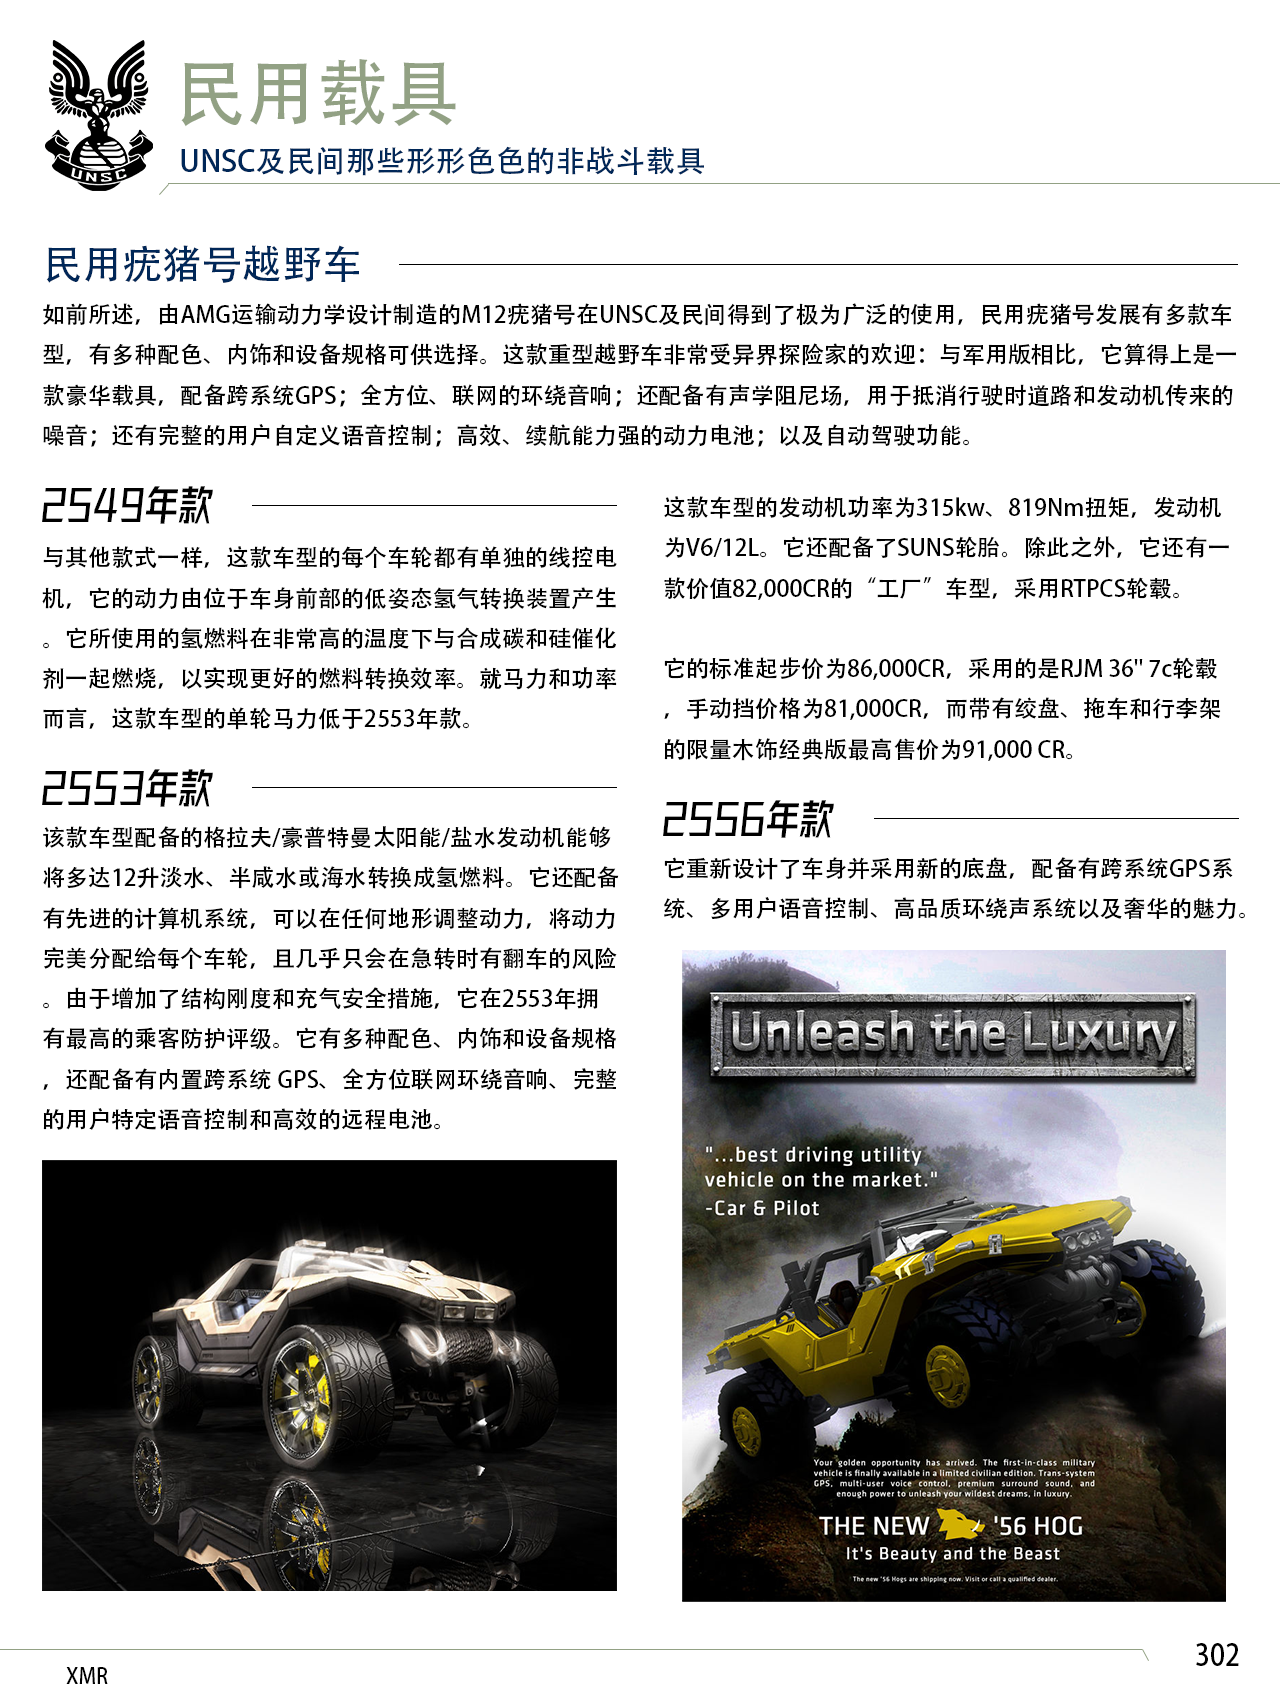 UNSC
民用载具
UNSC及民间那些形形色色的非战斗载具
民用疣猪号越野车
如前所述，由AMG运输动力学设计制造的M12疣猪号在UNSC及民间得到了极为广泛的使用，民用疣猪号发展有多款车
型，有多种配色、内饰和设备规格可供选择。这款重型越野车非常受异界探险家的欢迎：与军用版相比，它算得上是一
款豪华载具，配备跨系统GPS；全方位、联网的环绕音响；还配备有声学阻尼场，用于抵消行驶时道路和发动机传来的
噪音；还有完整的用户自定义语音控制；高效、续航能力强的动力电池；以及自动驾驶功能。
2549年款
与其他款式一样，这款车型的每个车轮都有单独的线控电
机，它的动力由位于车身前部的低姿态氢气转换装置产生
。它所使用的氢燃料在非常高的温度下与合成碳和硅催化
剂一起燃烧，以实现更好的燃料转换效率。就马力和功率
而言，这款车型的单轮马力低于2553年款。
2553年款
该款车型配备的格拉夫/豪普特曼太阳能/盐水发动机能够
将多达12升淡水、半咸水或海水转换成氢燃料。它还配备
有先进的计算机系统，可以在任何地形调整动力，将动力
完美分配给每个车轮，且几乎只会在急转时有翻车的风险
。由于增加了结构刚度和充气安全措施，它在2553年拥
有最高的乘客防护评级。它有多种配色、内饰和设备规格
，还配备有内置跨系统 GPS、全方位联网环绕音响、完整
的用户特定语音控制和高效的远程电池。
这款车型的发动机功率为315kw、819Nm扭矩，发动机
为V6/12L。它还配备了SUNS轮胎。除此之外，它还有一
款价值82,000CR的“工厂”车型，采用RTPCS轮毂。
它的标准起步价为86,000CR，采用的是RJM 36" 7c轮毂
，手动挡价格为81,000CR，而带有绞盘、拖车和行李架
的限量木饰经典版最高售价为91,000 CR。
2556年款
它重新设计了车身并采用新的底盘，配备有跨系统GPS系
统、多用户语音控制、高品质环绕声系统以及奢华的魅力。
Unleash the Luxury
"...best driving utility
vehicle on the market."
-Car & Pilot
Your golden opportunity has arrived. The first-in-class military
vehicle is finally available in a limited civilian edition. Trans-system
GPS, multi-user voice control, premium surround sound, and
enough power to unleash your wildest dreams, in luxury.
THE NEW '56 HOG
It's Beauty and the Beast
The new '56 Hogs are shipping now. Visit or call a qualified dealer.
302
XMR